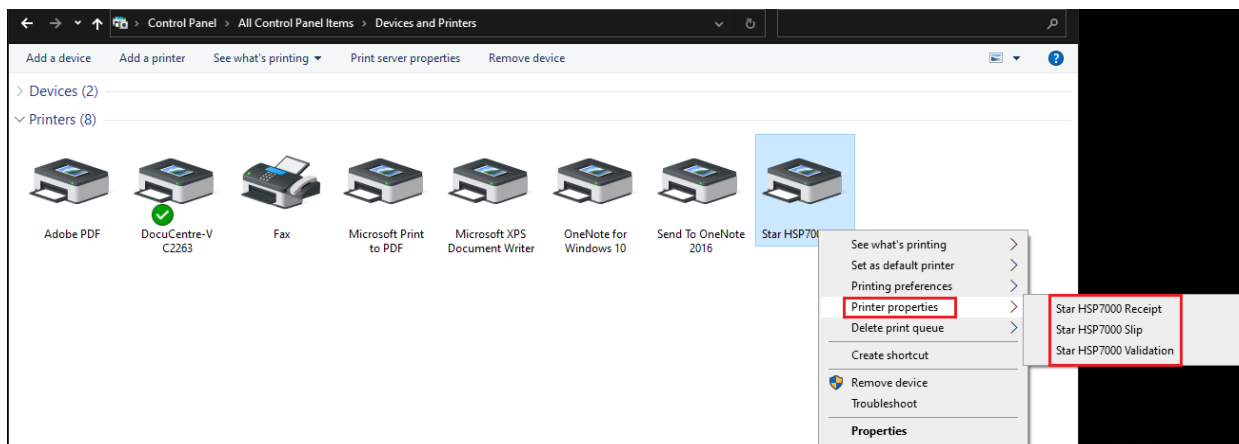 Control Panel > All Control Panel Items > Devices and Printers
Add a device Add a printer See what's printing Print server properties Remove device
Devices (2)
Printers (8)
Adobe PDF
DocuCentre-V C2263
Fax
Microsoft Print to PDF
Microsoft XPS Document Writer
OneNote for Windows 10
Send To OneNote 2016
Star HSP70
See what's printing
Set as default printer
Printing preferences
Printer properties
Delete print queue
Create shortcut
Remove device
Troubleshoot
Properties
Star HSP7000 Receipt
Star HSP7000 Slip
Star HSP7000 Validation